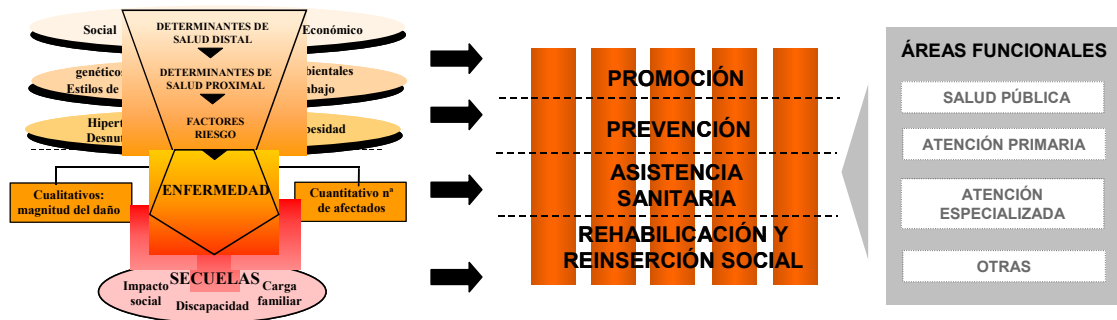 Social
DETERMINANTES DE
SALUD DISTAL
Económico
genético
Estilos de
DETERMINANTES DE
SALUD PROXIMAL
bientales
abajo
Hipert
Desnut
FACTORES
RIESGO
besidad
Cualitativos:
magnitud del daño
ENFERMEDAD
Cuantitativo nª
de afectados
SECUELAS
Impacto
social
Discapacidad
Carga
familiar
PROMOCIÓN
PREVENCIÓN
ASISTENCIA
SANITARIA
REHABILICACIÓN Y
REINSERCIÓN SOCIAL
ÁREAS FUNCIONALES
SALUD PÚBLICA
ATENCIÓN PRIMARIA
ATENCIÓN
ESPECIALIZADA
OTRAS